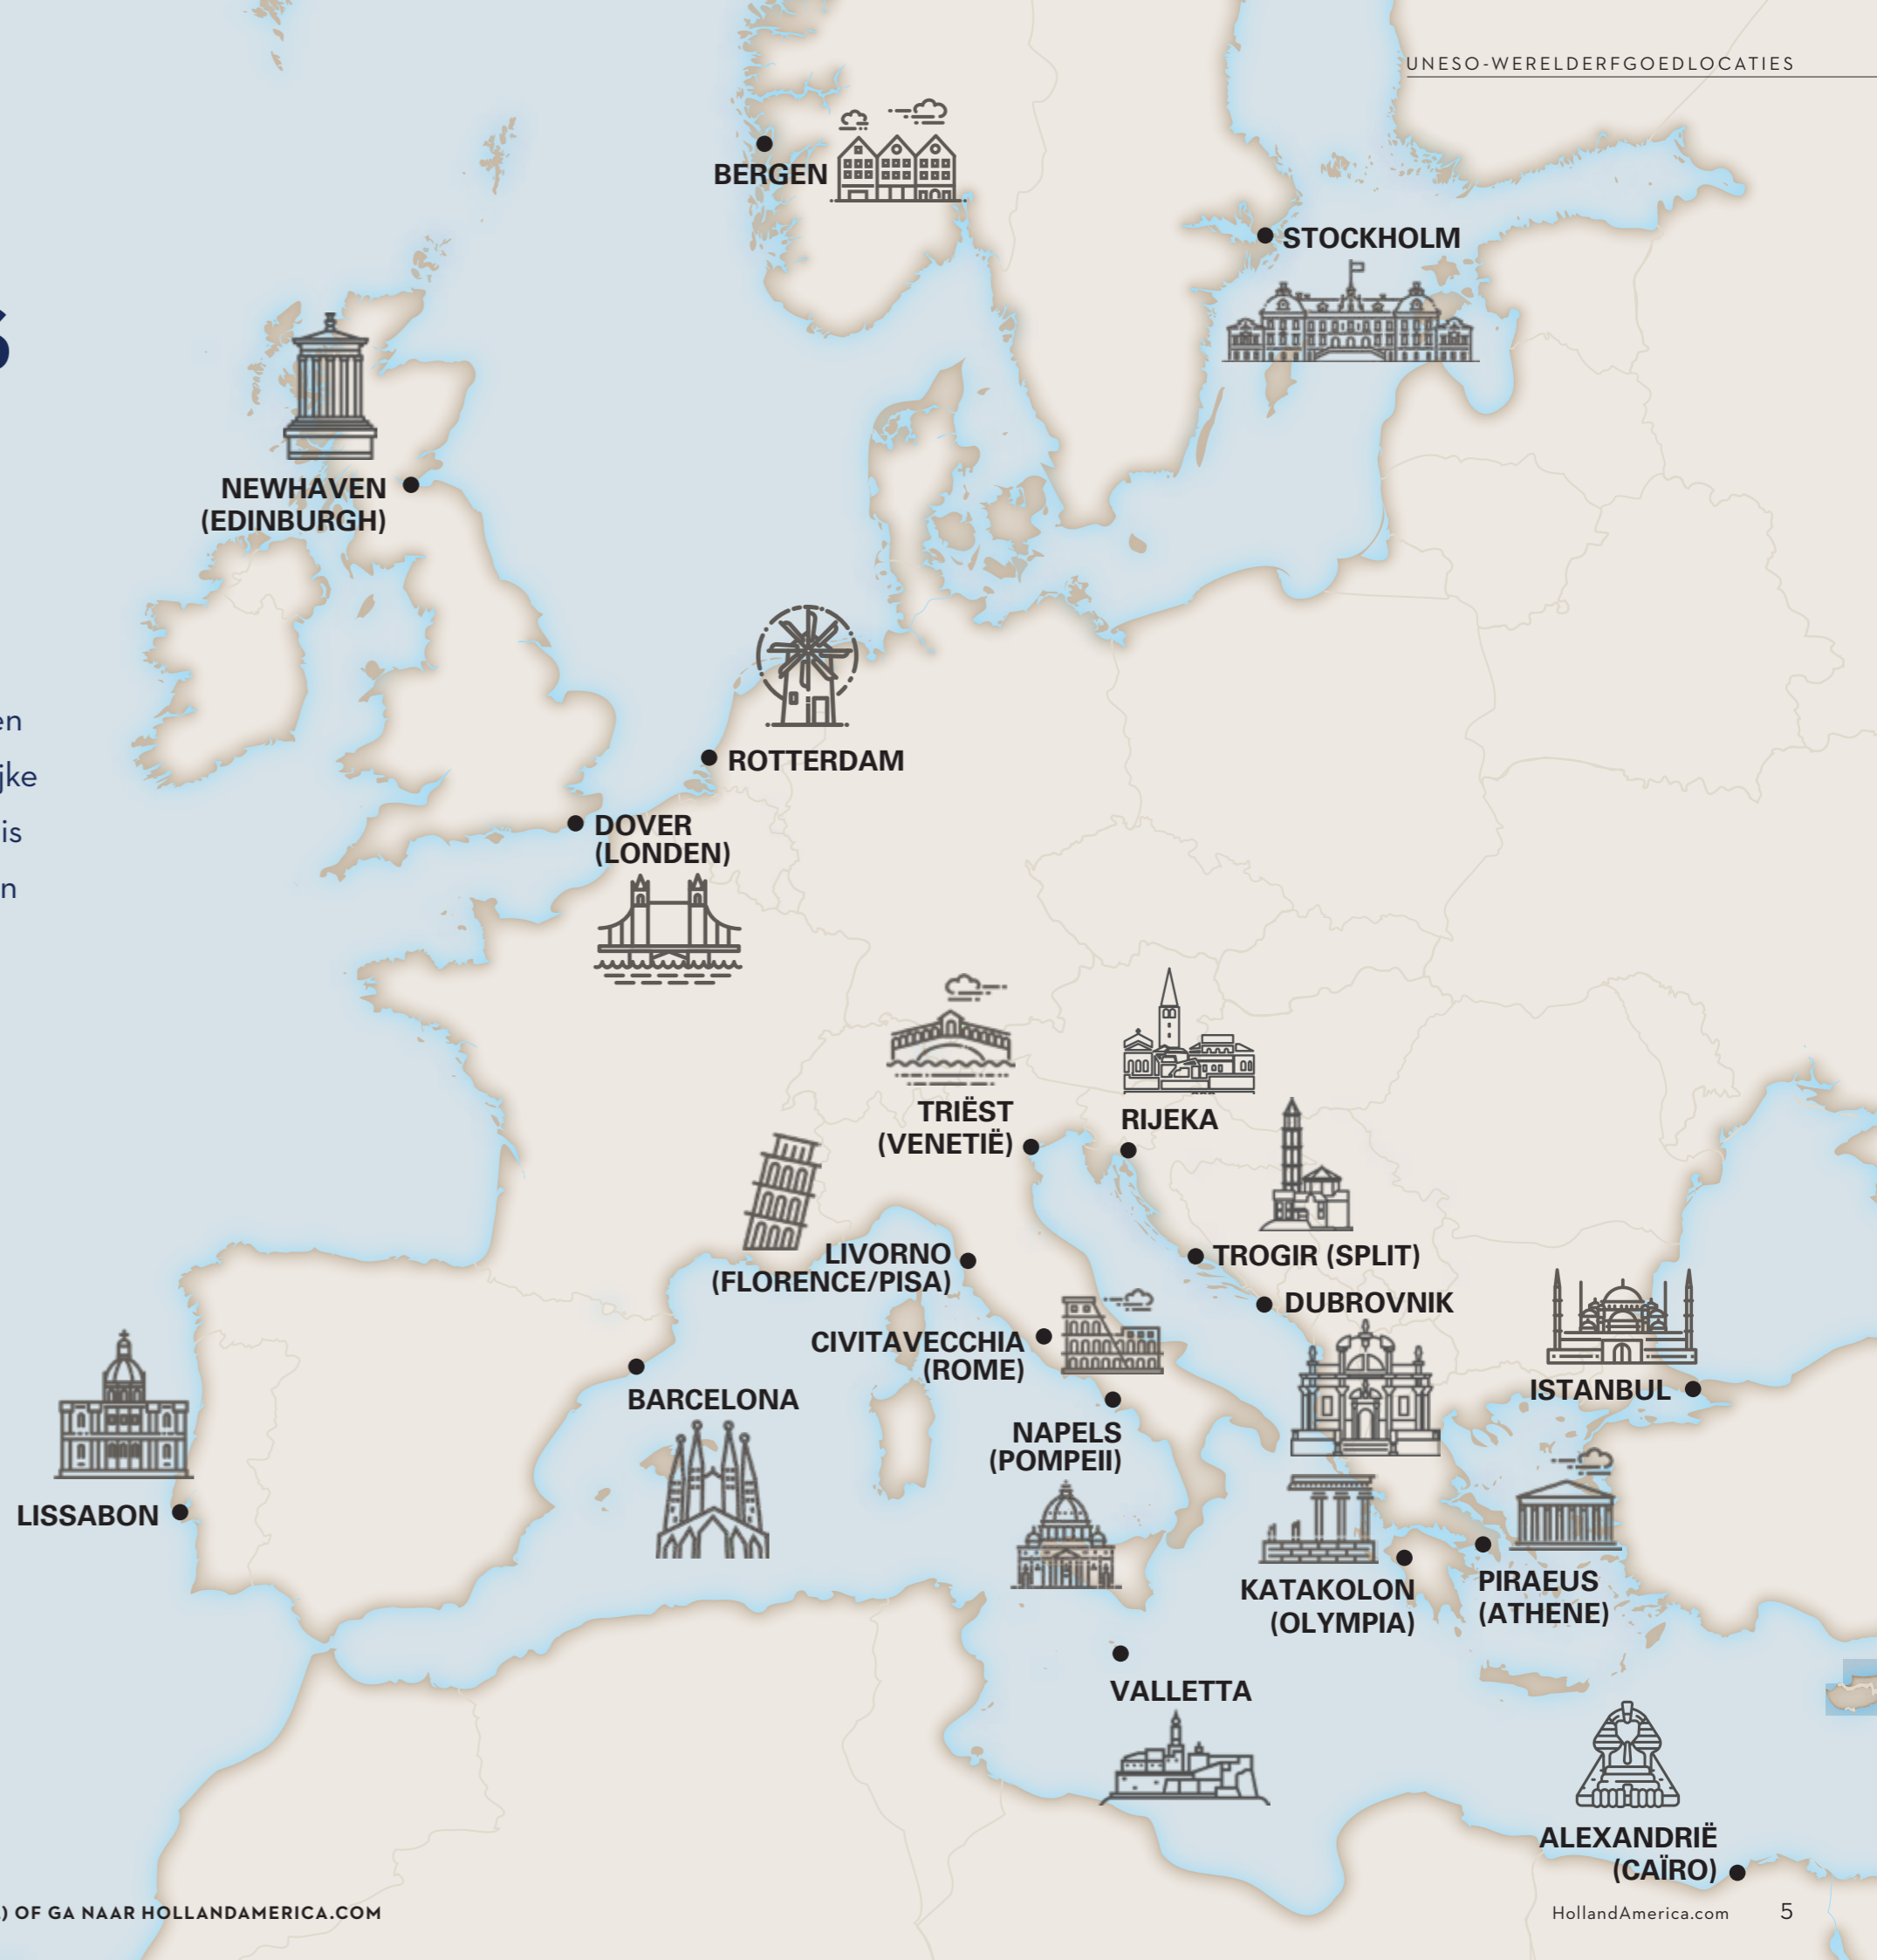 UNESO-WERELDERFGOEDLOCATIES
BERGEN
STOCKHOLM
S
NEWHAVEN
(EDINBURGH)
en
jke
is
n
ROTTERDAM
DOVER
(LONDEN)
TRIËST
(VENETIË)
RIJEKA
LIVORNO
(FLORENCE/PISA)
TROGIR (SPLIT)
DUBROVNIK
CIVITAVECCHIA
(ROME)
BARCELONA
ISTANBUL
NAPELS
(POMPEII)
LISSABON
KATAKOLON
(OLYMPIA)
PIRAEUS
(ATHENE)
VALLETTA
ALEXANDRIË
(CAÏRO)
) OF GA NAAR HOLLANDAMERICA.COM
HollandAmerica.com 5